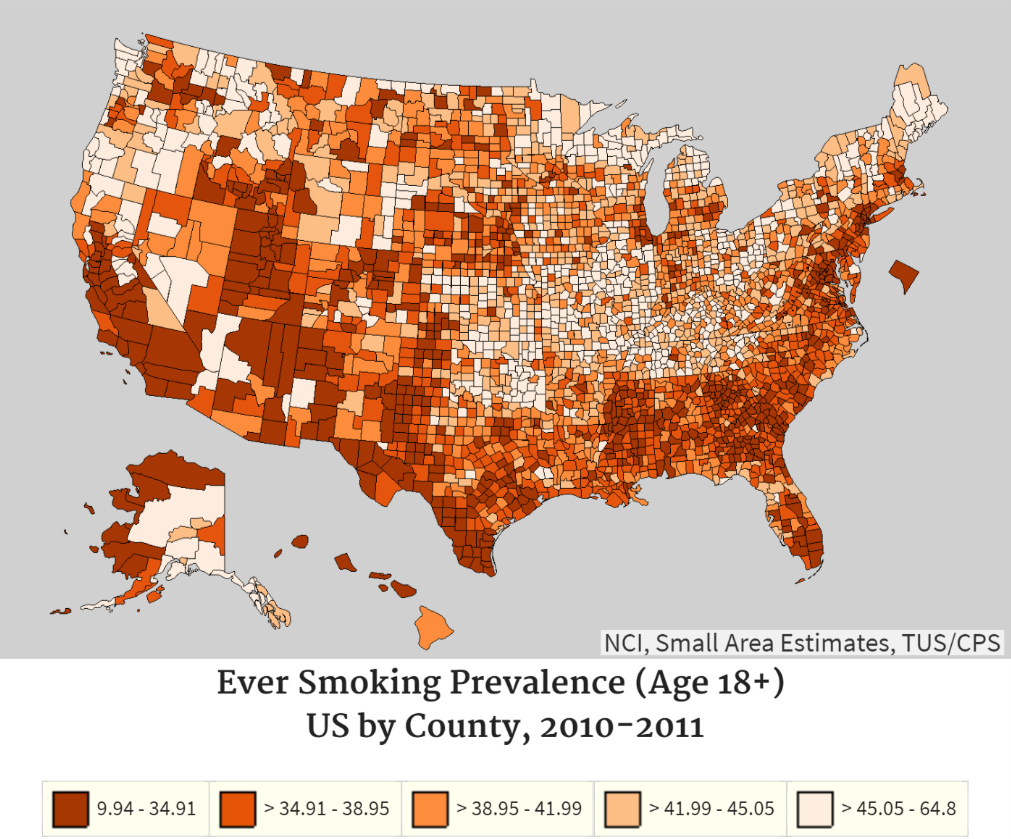 NCI, Small Area Estimates, TUS/CPS
Ever Smoking Prevalence (Age 18+)
US by County, 2010-2011
9.94 - 34.91 > 34.91 - 38.95 > 38.95 - 41.99 > 41.99 - 45.05 > 45.05 - 64.8